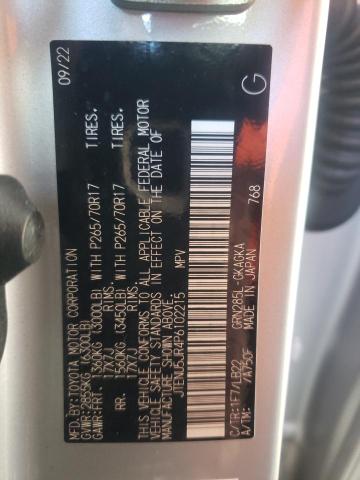 09/22
MFD.BY:TOYOTA MOTOR CORPORATION
GVWR:2855KG (6300LB)
GAWR:FRT. 1360KG (3000LB) WITH P265/70R17 TIRES.
17X7J RIMS.
RR. 1565KG (3450LB) WITH P265/70R17 TIRES.
17X7J RIMS.
THIS VEHICLE CONFORMS TO ALL APPLICABLE FEDERAL MOTOR
VEHICLE SAFETY STANDARDS IN EFFECT ON THE DATE OF
MANUFACTURE SHOWN ABOVE.
JTENU5JR4P6102215 MPV
G
C/TR:1F7/LB22 GRN285L-GKAGKA 768
A/TM: /A750F MADE IN JAPAN